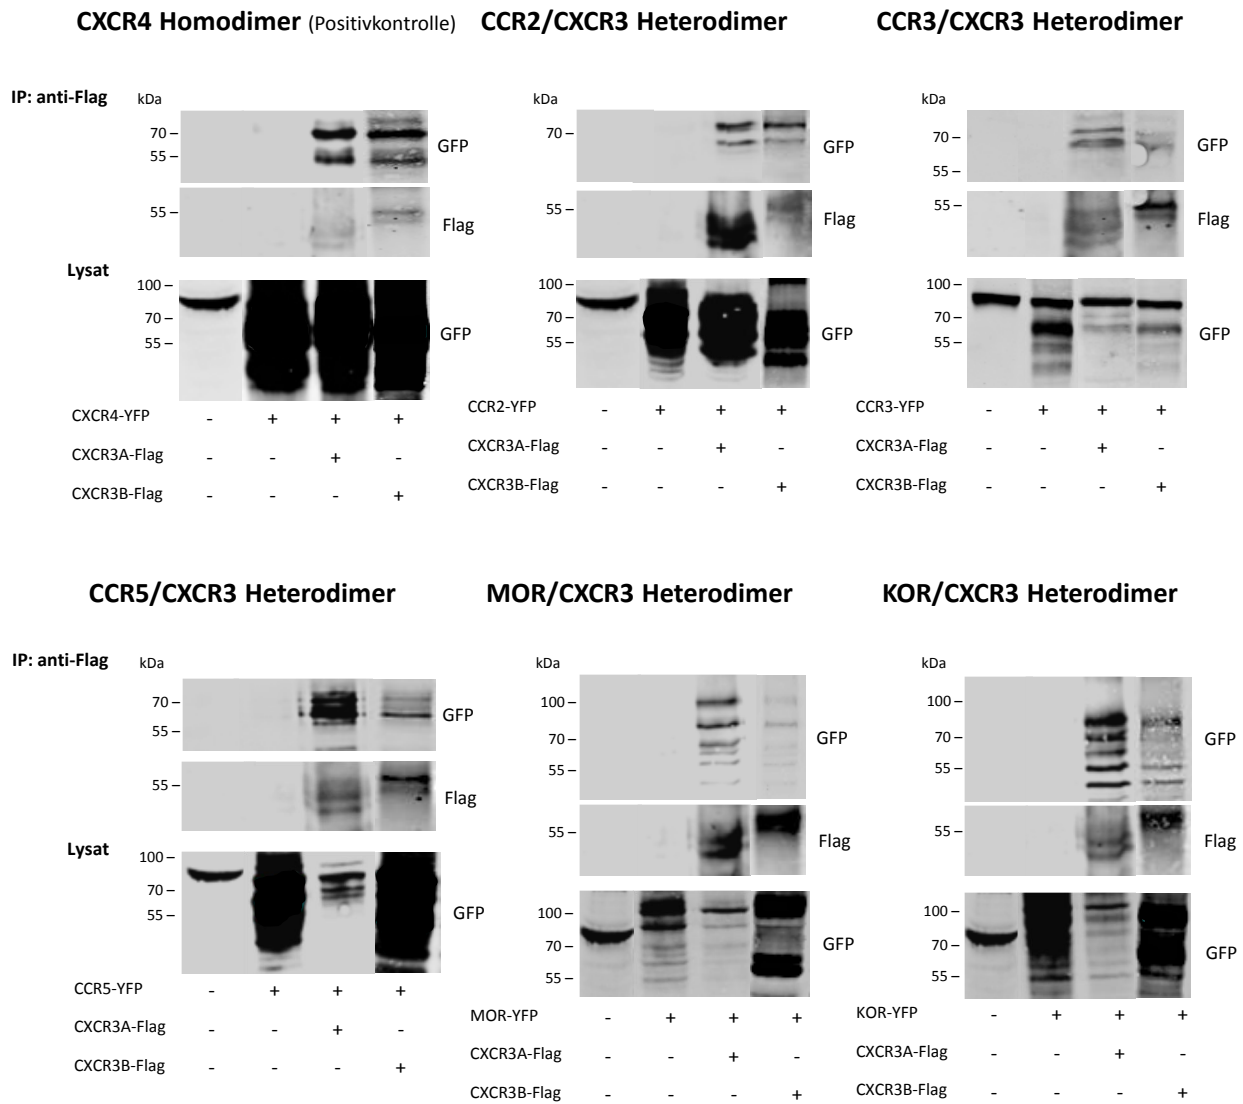 CXCR4 Homodimer (Positivkontrolle)
CCR2/CXCR3 Heterodimer
CCR3/CXCR3 Heterodimer
IP: anti-Flag
kDa
70
55
GFP
55
Flag
Lysat
100
70
55
GFP
CXCR4-YFP - + + +
CXCR3A-Flag - - + -
CXCR3B-Flag - - - +
kDa
70
GFP
55
Flag
100
70
55
GFP
CCR2-YFP - + + +
CXCR3A-Flag - - + -
CXCR3B-Flag - - - +
kDa
70
GFP
55
55
Flag
100
70
55
GFP
CCR3-YFP - + + +
CXCR3A-Flag - - + -
CXCR3B-Flag - - - +
CCR5/CXCR3 Heterodimer
MOR/CXCR3 Heterodimer
KOR/CXCR3 Heterodimer
IP: anti-Flag
kDa
70
GFP
55
55
Flag
Lysat
100
70
55
GFP
CCR5-YFP - + + +
CXCR3A-Flag - - + -
CXCR3B-Flag - - - +
kDa
100
70
GFP
55
55
Flag
100
70
GFP
55
MOR-YFP - + + +
CXCR3A-Flag - - + -
CXCR3B-Flag - - - +
kDa
100
70
GFP
55
55
Flag
100
70
GFP
55
KOR-YFP - + + +
CXCR3A-Flag - - + -
CXCR3B-Flag - - - +